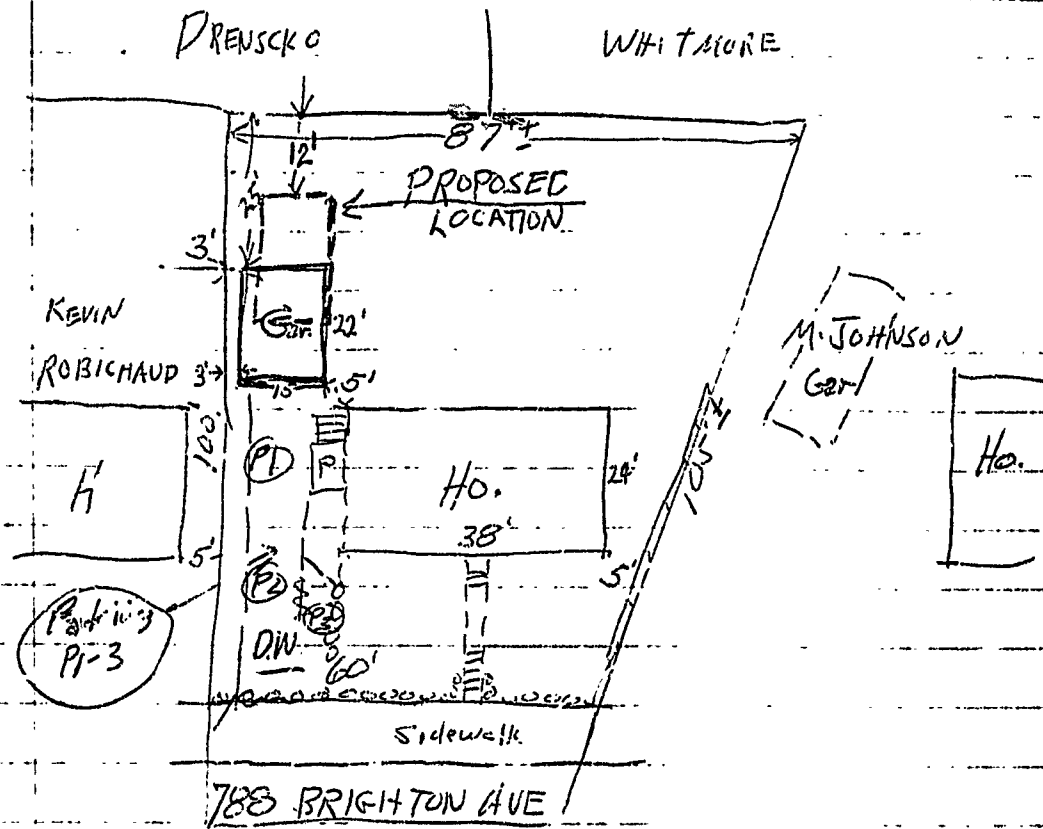 DRENSCKO
WHITMORE
87'±
12'
PROPOSED
LOCATION
3'
KEVIN
ROBICHAUD
Gar.
22'
3'
15'
5'
M. JOHNSON
Gar
100'
P1
P
Ho.
24'
105'±
Ho.
H
38'
5'
5'
P2
P3
Parking
P1-3
D.W.
60'
Sidewalk
788 BRIGHTON AVE